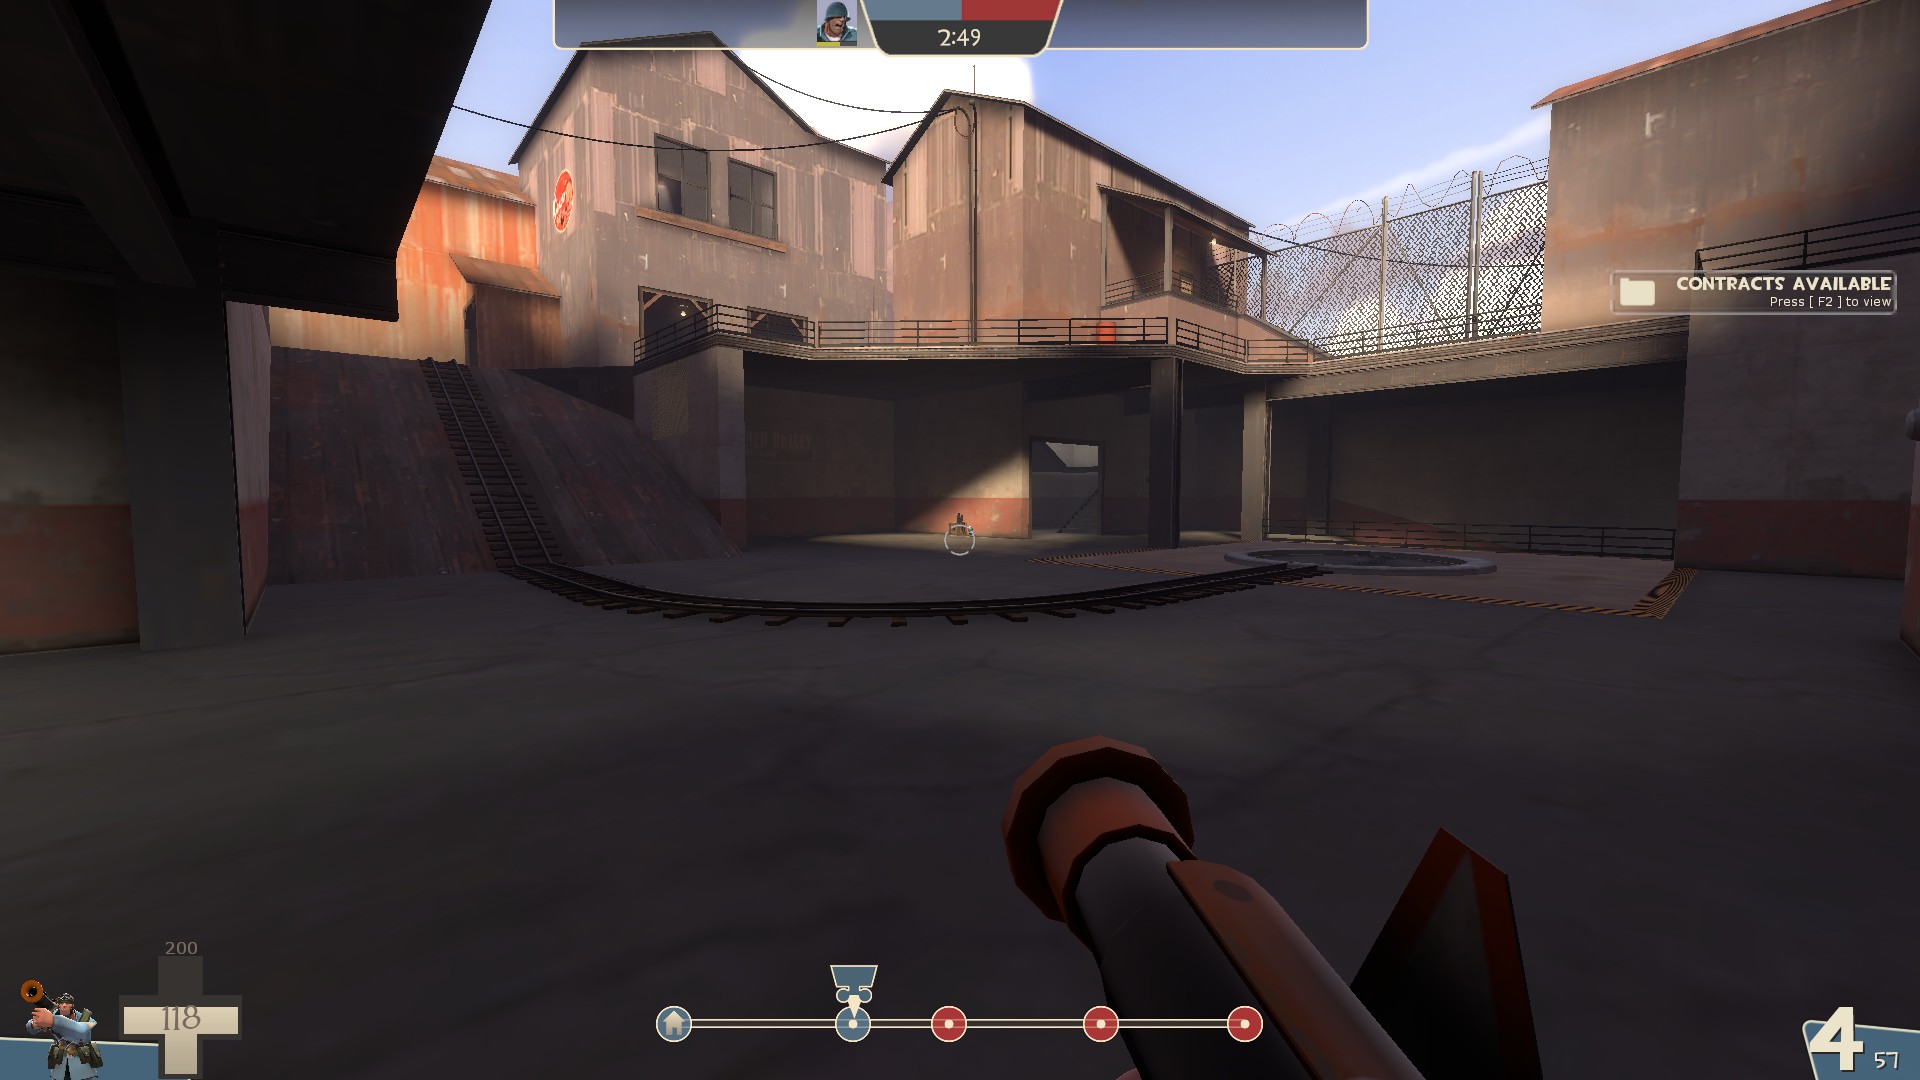 2:49
CONTRACTS AVAILABLE
Press [ F2 ] to view
200
118
4
57